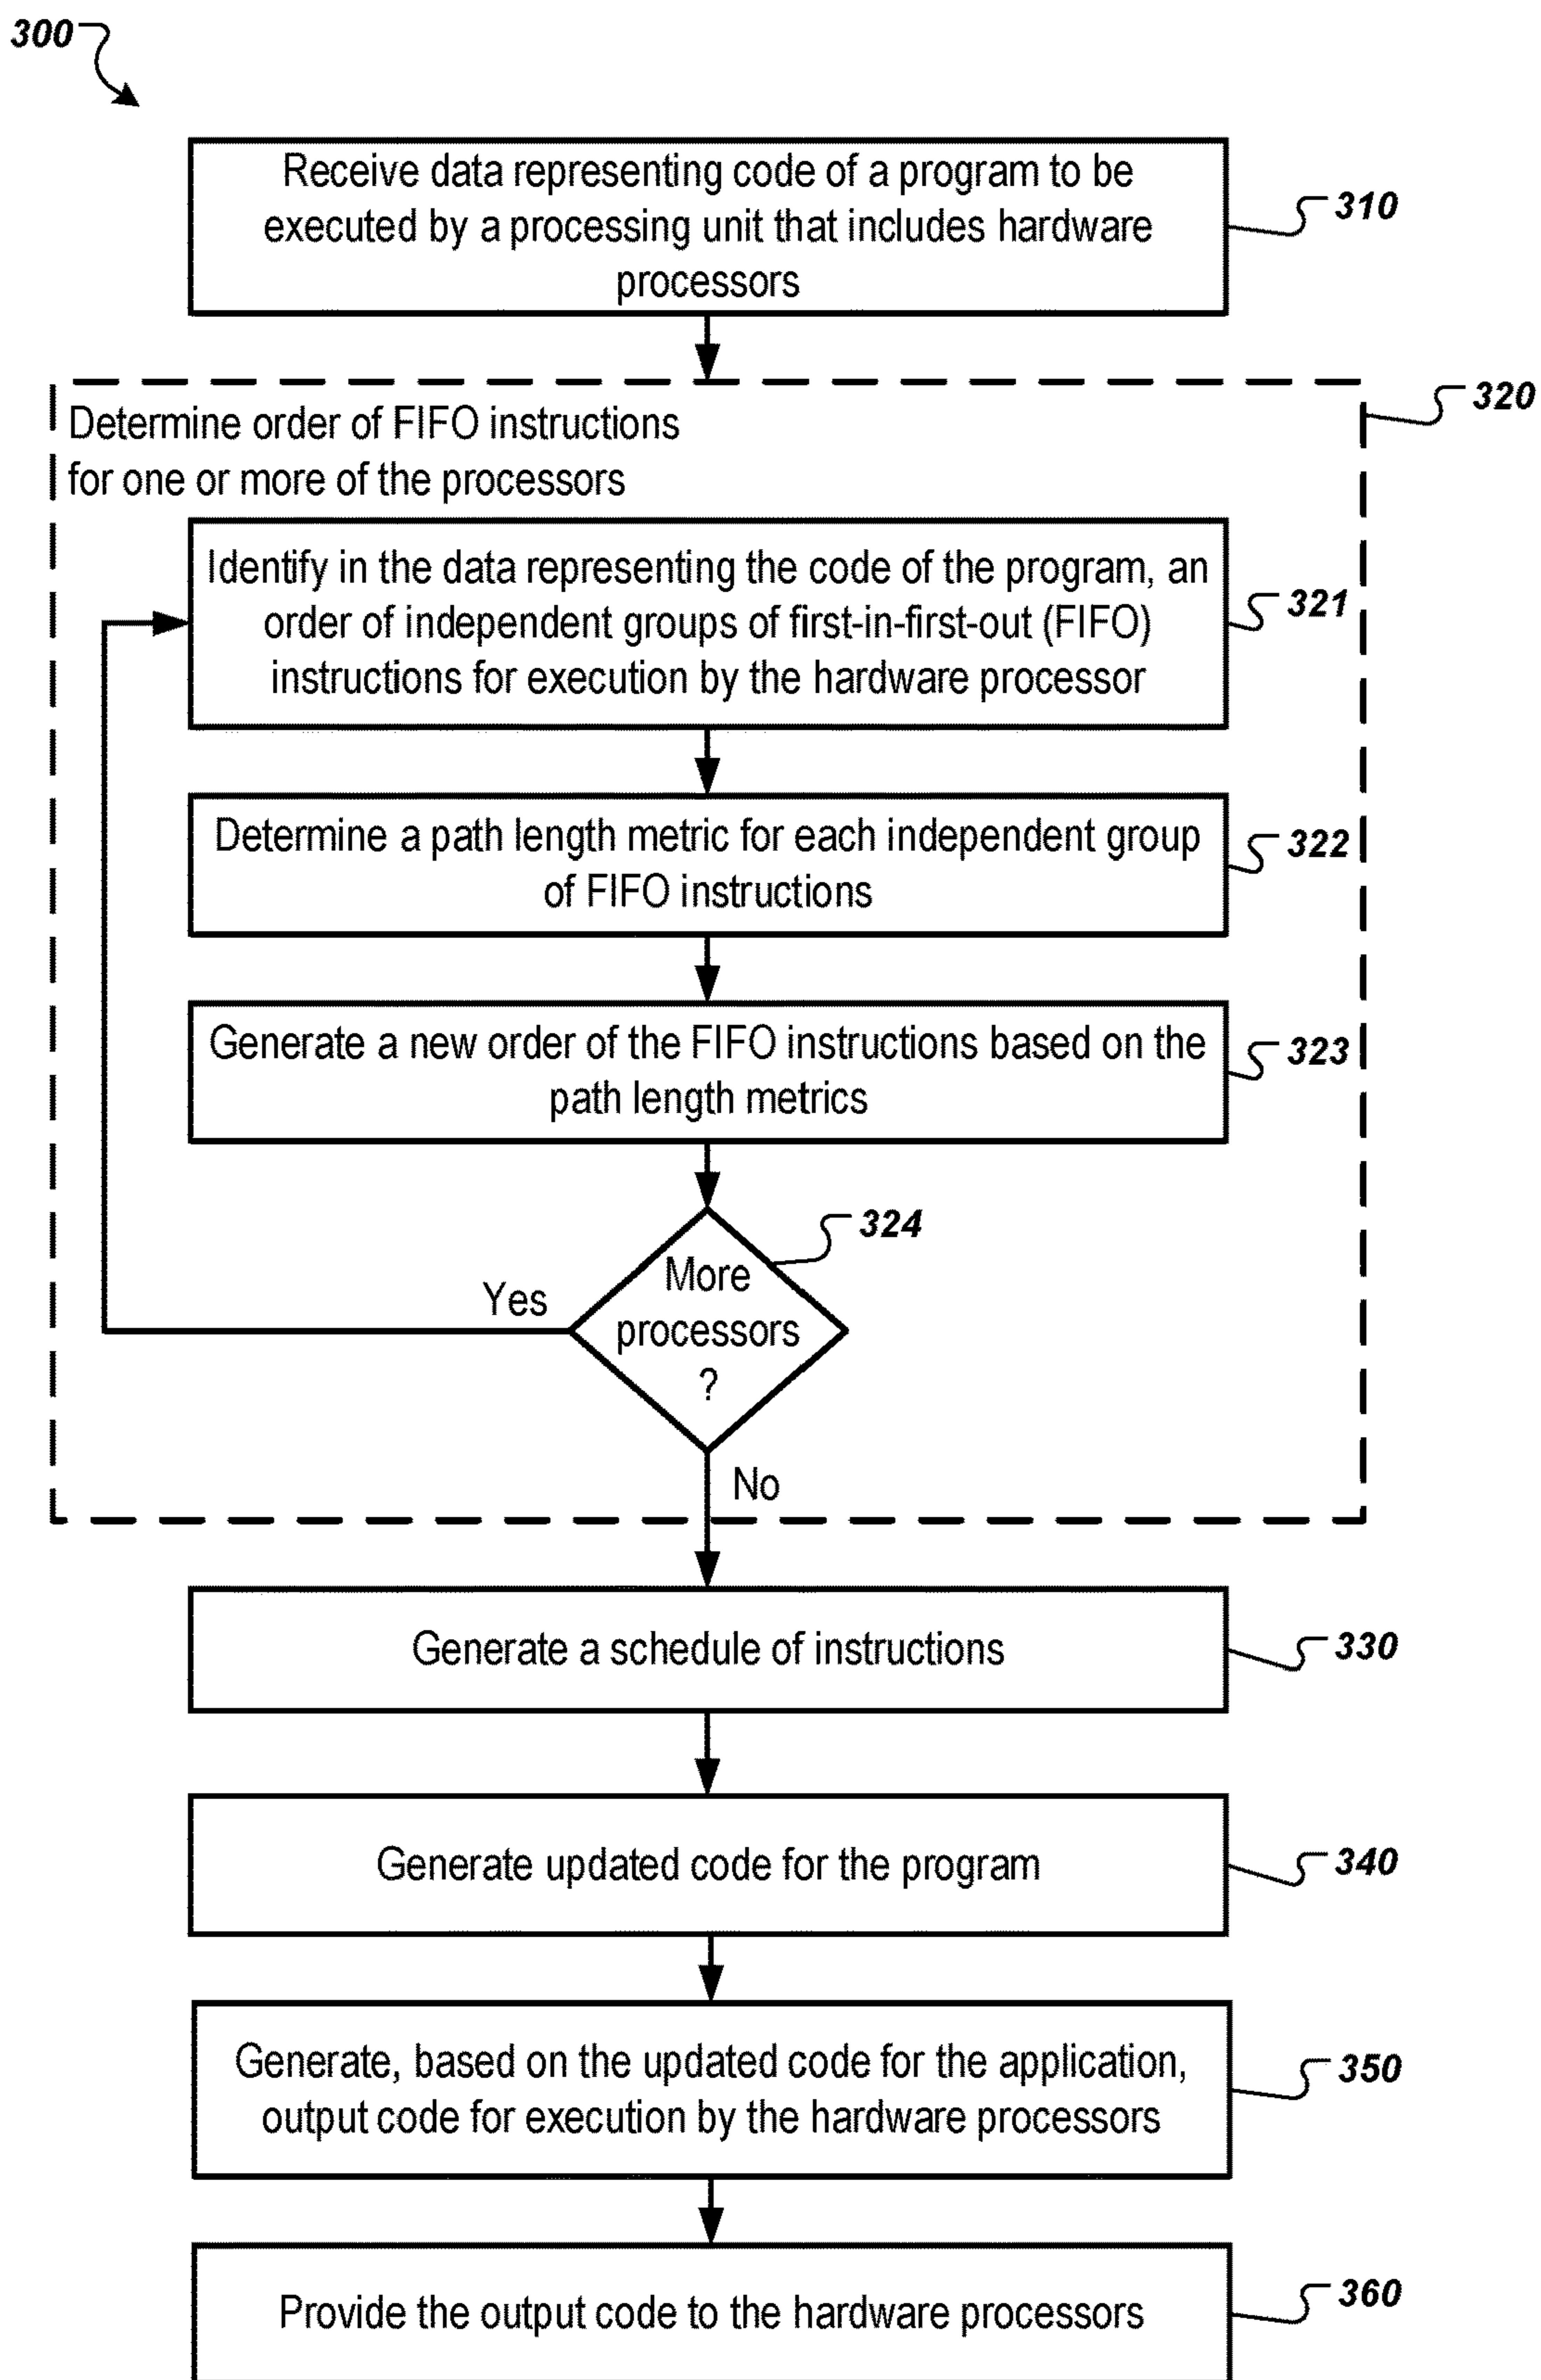 300
Receive data representing code of a program to be
executed by a processing unit that includes hardware
processors
310
320
Determine order of FIFO instructions
for one or more of the processors
Identify in the data representing the code of the program, an
order of independent groups of first-in-first-out (FIFO)
instructions for execution by the hardware processor
321
Determine a path length metric for each independent group
of FIFO instructions
322
Generate a new order of the FIFO instructions based on the
path length metrics
323
324
More
processors
?
Yes
No
Generate a schedule of instructions
330
Generate updated code for the program
340
Generate, based on the updated code for the application,
output code for execution by the hardware processors
350
Provide the output code to the hardware processors
360